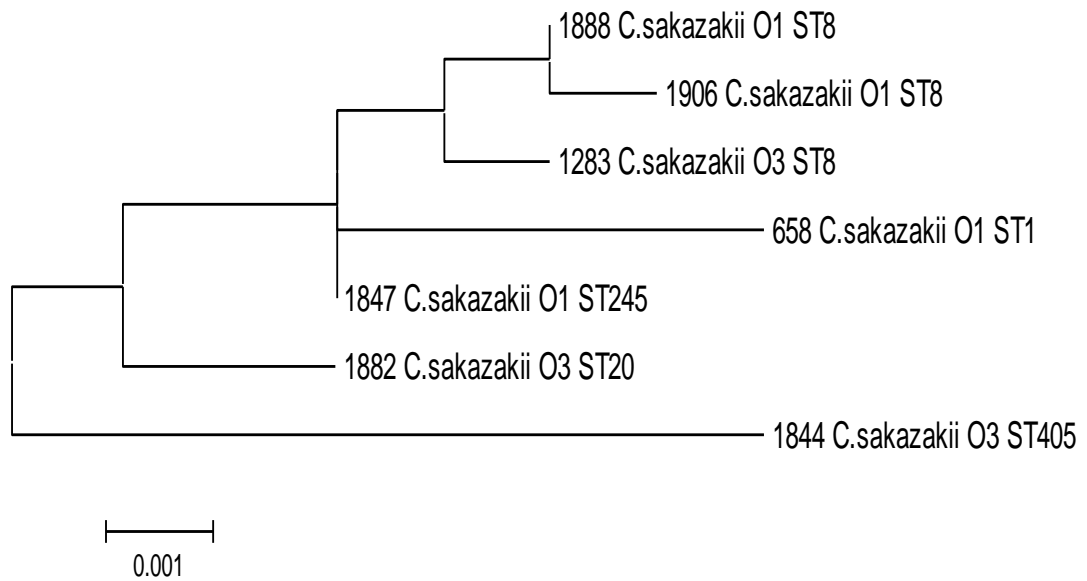 1888 C.sakazakii O1 ST8
1906 C.sakazakii O1 ST8
1283 C.sakazakii O3 ST8
658 C.sakazakii O1 ST1
1847 C.sakazakii O1 ST245
1882 C.sakazakii O3 ST20
1844 C.sakazakii O3 ST405
0.001